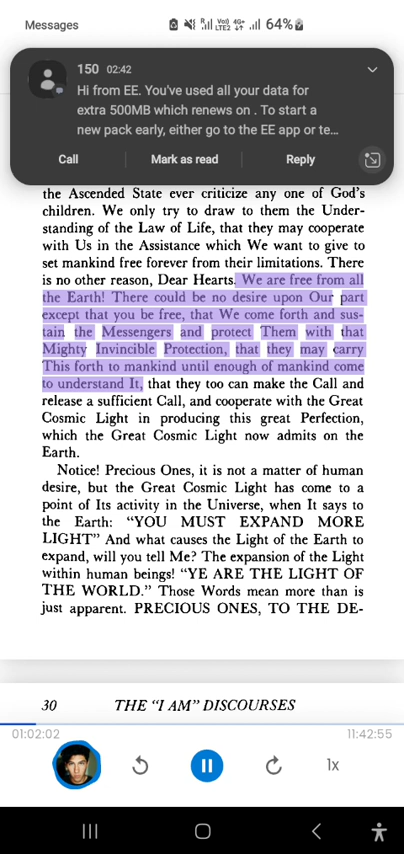 Messages
Vo))
R
LTE2
4G+
64%
150 02:42
Hi from EE. You've used all your data for
extra 500MB which renews on . To start a
new pack early, either go to the EE app or te...
Call
Mark as read
Reply
the Ascended State ever criticize any one of God's
children. We only try to draw to them the Under-
standing of the Law of Life, that they may cooperate
with Us in the Assistance which We want to give to
set mankind free forever from their limitations. There
is no other reason, Dear Hearts. We are free from all
the Earth! There could be no desire upon Our part
except that you be free, that We come forth and sus-
tain the Messengers and protect Them with that
Mighty Invincible Protection, that they may carry
This forth to mankind until enough of mankind come
to understand It, that they too can make the Call and
release a sufficient Call, and cooperate with the Great
Cosmic Light in producing this great Perfection,
which the Great Cosmic Light now admits on the
Earth.
Notice! Precious Ones, it is not a matter of human
desire, but the Great Cosmic Light has come to a
point of Its activity in the Universe, when It says to
the Earth: "YOU MUST EXPAND MORE
LIGHT" And what causes the Light of the Earth to
expand, will you tell Me? The expansion of the Light
within human beings! "YE ARE THE LIGHT OF
THE WORLD." Those Words mean more than is
just apparent. PRECIOUS ONES, TO THE DE-
30 THE "I AM" DISCOURSES
01:02:02
11:42:55
1x